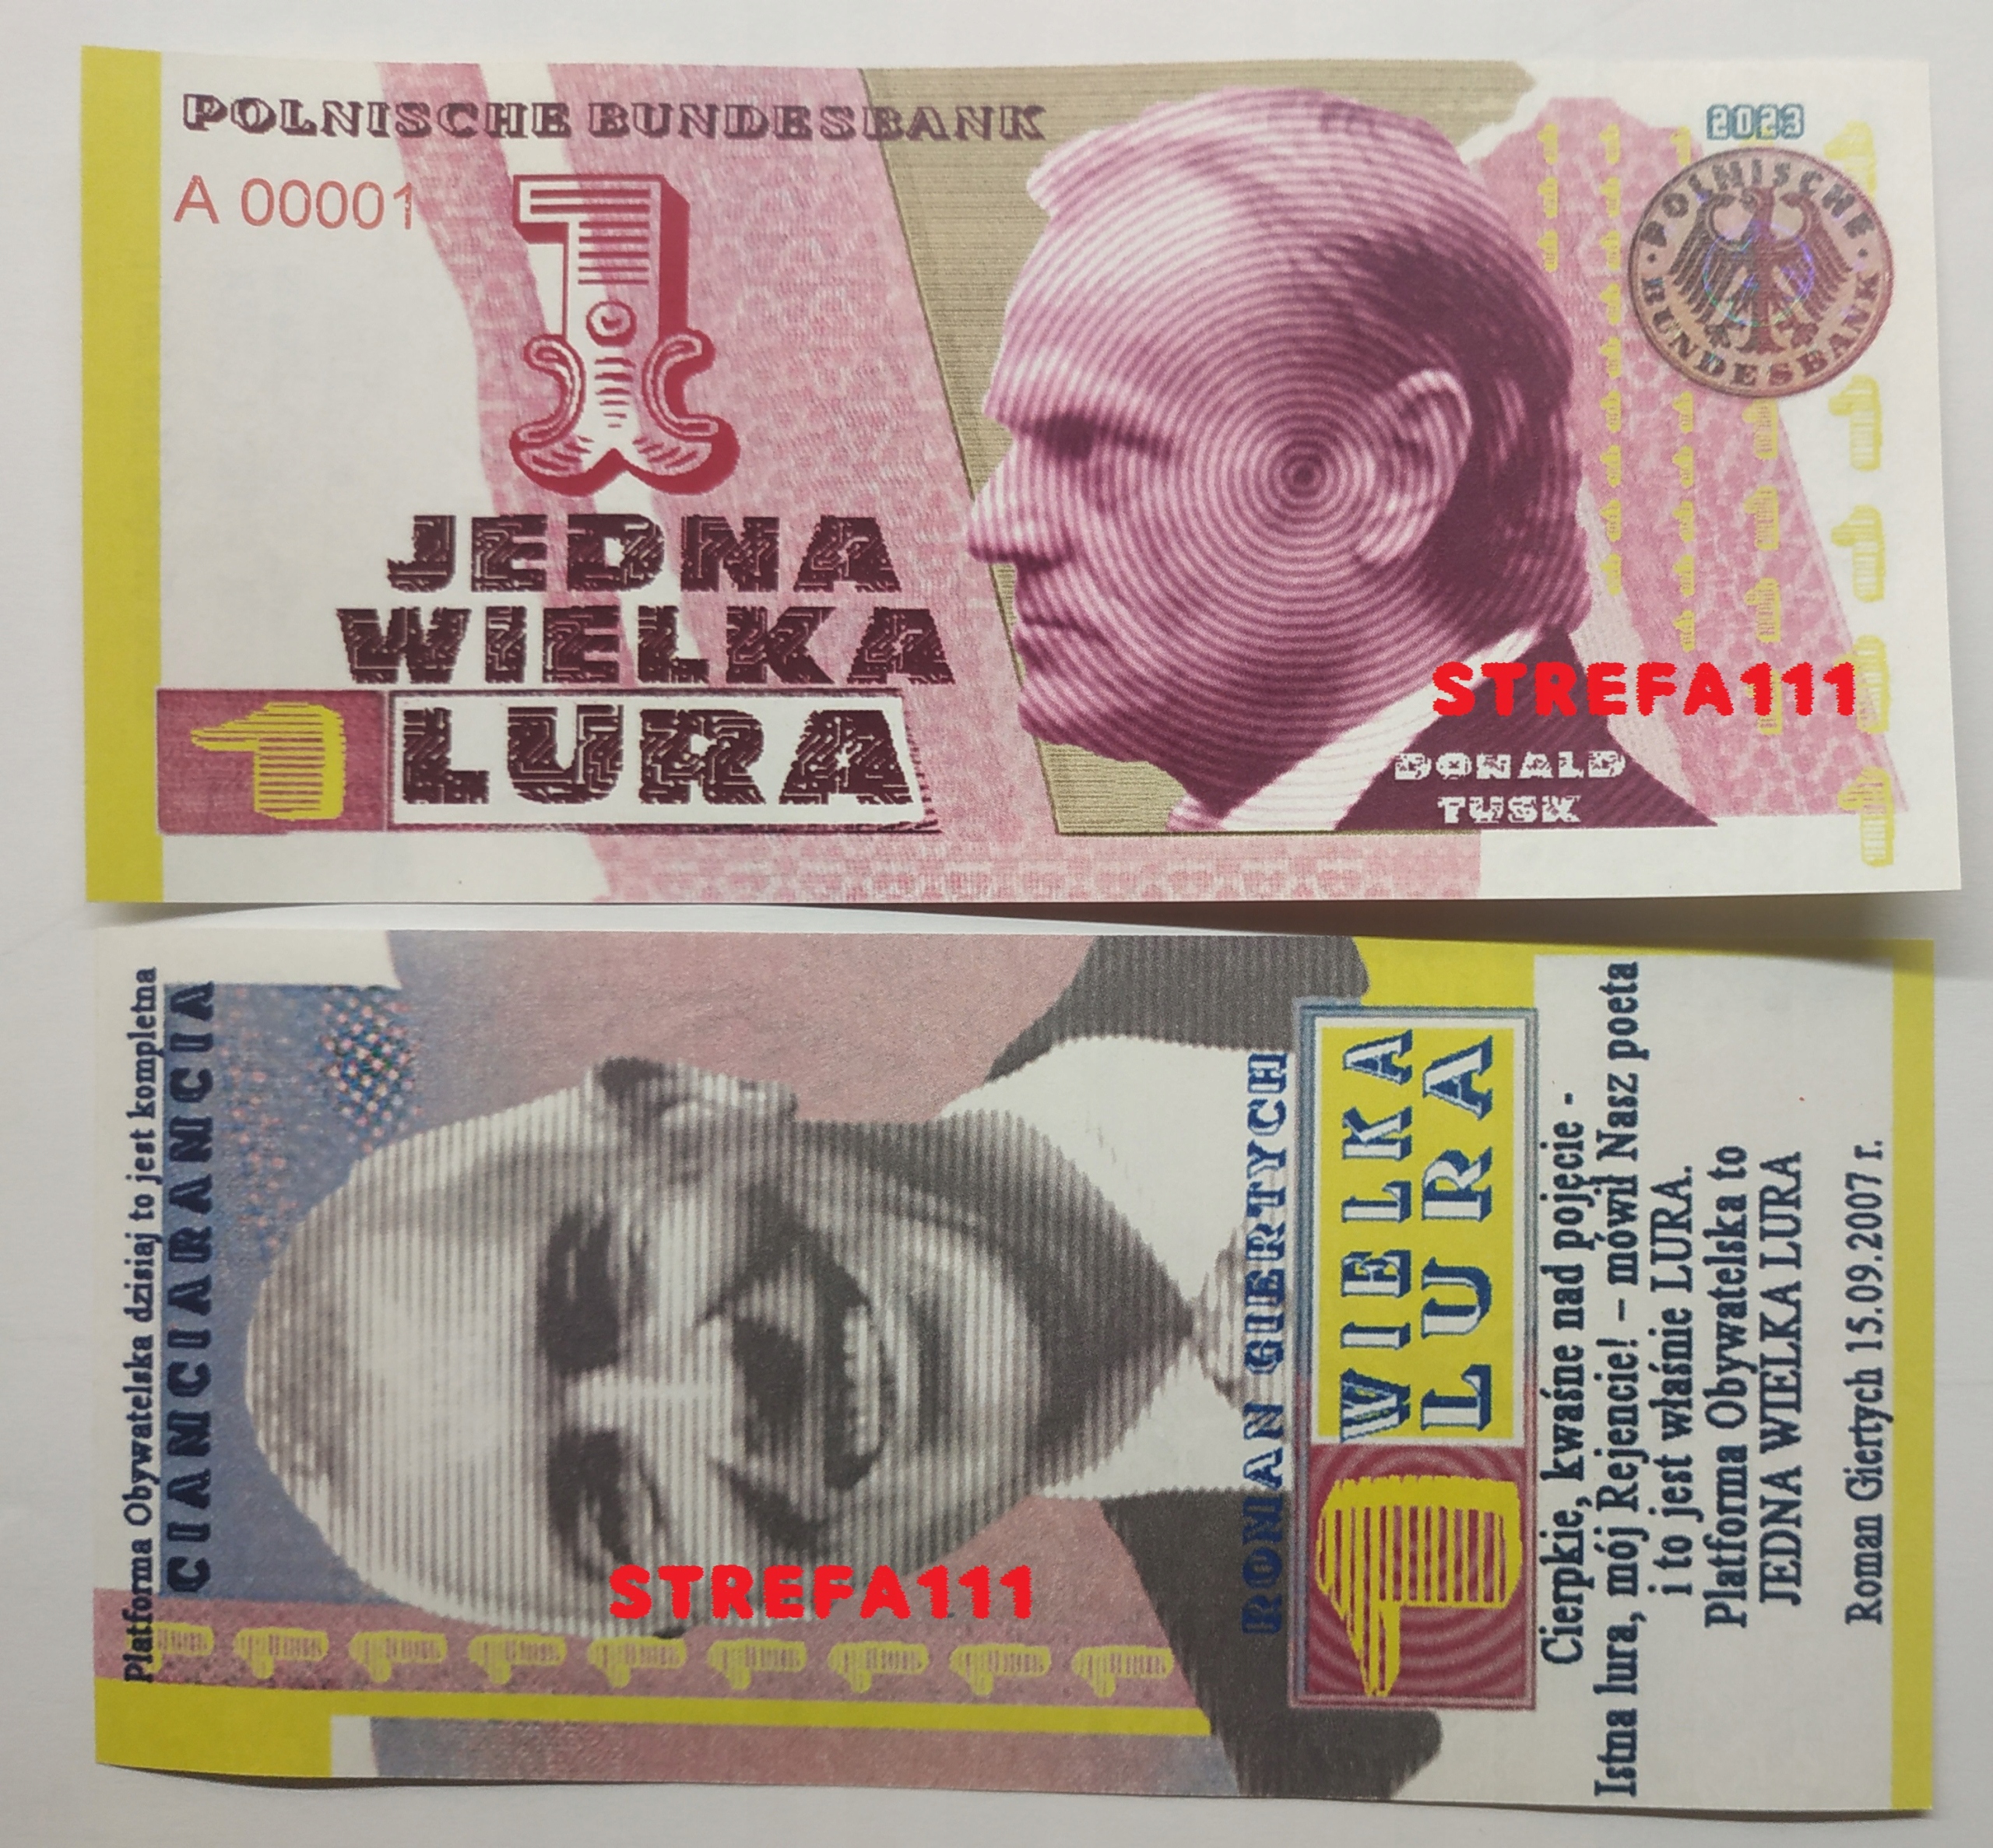 POLNISCHE BUNDESBANK
2023
A 00001
1
POLNISCHE
BUNDESBANK
JEDNA
WIELKA
LURA
STREFA111
DONALD
TUSK
Platforma Obywatelska dzisiaj to jest kompletna
CIAMCIARAMCIA
ROMAN GIERTYCH
WIELKA
LURA
Cierpkie, kwaśne nad pojęcie -
Istna lura, mój Rejencie! – mówił Nasz poeta
i to jest właśnie LURA.
Platforma Obywatelska to
JEDNA WIELKA LURA
Roman Giertych 15.09.2007 r.
STREFA111